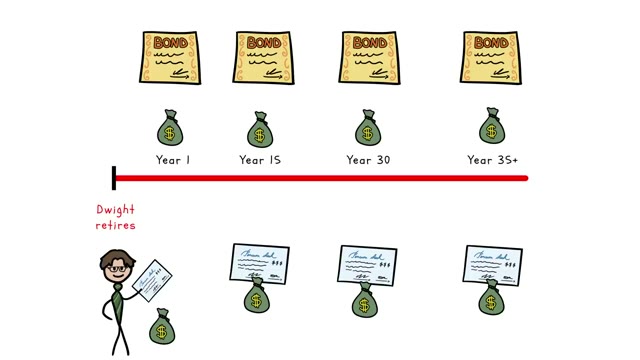 BOND BOND BOND BOND
$ $ $ $
Year 1 Year 15 Year 30 Year 35+
Dwight
retires
$$$ $$$ $$$
$ $ $ $